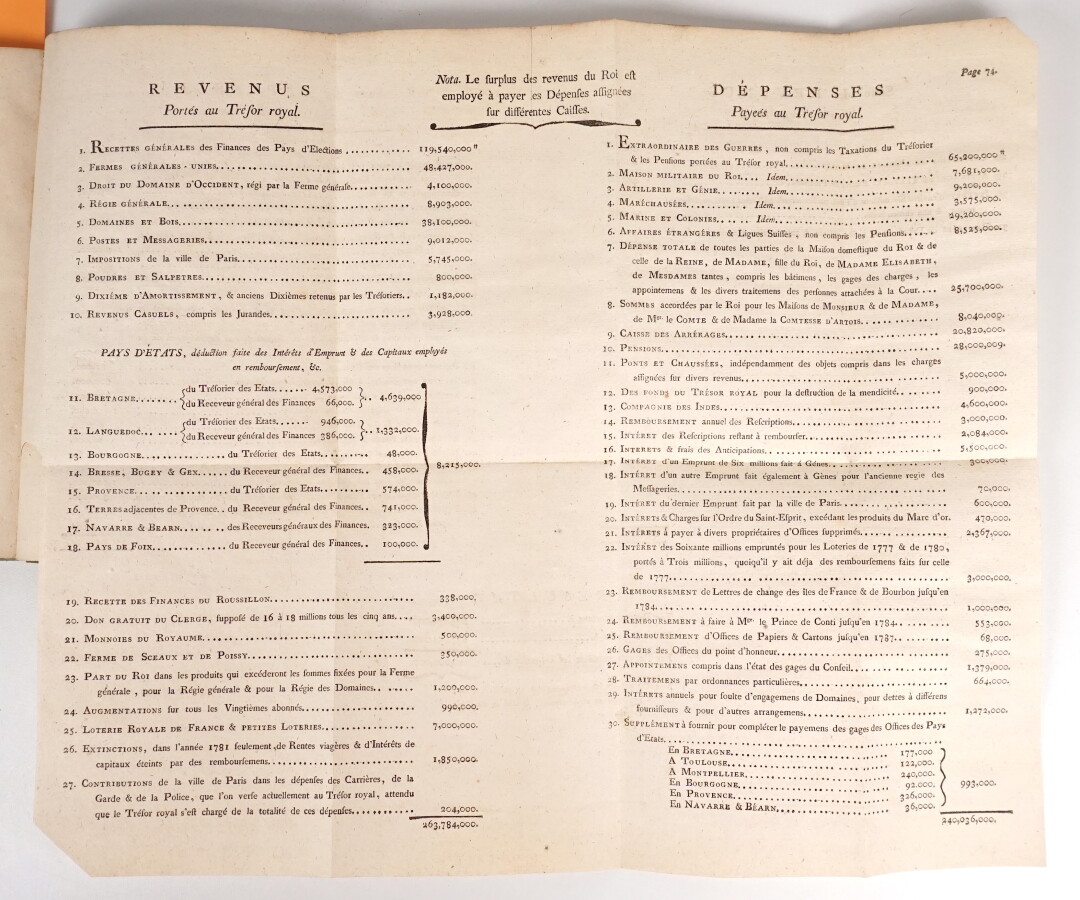 Page 74.
REVENUS
Portés au Trésor royal.
Nota. Le surplus des revenus du Roi est
employé à payer les Dépenses assignées
sur différentes Caisses.
1. RECETTES GÉNÉRALES des Finances des Pays d'Elections ............ 119,540,000 ₶
2. FERMES GÉNÉRALES-UNIES............ 48,427,000.
3. DROIT DU DOMAINE D'OCCIDENT, régi par la Ferme générale............ 4,100,000.
4. RÉGIE GÉNÉRALE............ 8,903,000.
5. DOMAINES ET BOIS............ 38,100,000.
6. POSTES ET MESSAGERIES............ 9,012,000.
7. IMPOSITIONS de la ville de Paris............ 5,745,000.
8. POUDRES ET SALPETRES............ 800,000.
9. DIXIÉME D'AMORTISSEMENT, & anciens Dixièmes retenus par les Trésoriers.. 1,182,000.
10. REVENUS CASUELS, compris les Jurandes............ 3,928,000.
PAYS D'ÉTATS, déduction faite des Intérêts d'Emprunt & des Capitaux employés
en remboursement, &c.
11. BRETAGNE....... du Trésorier des Etats....... 4,573,000
du Receveur général des Finances 66,000. .. 4,639,000
12. LANGUEDOC....... du Trésorier des Etats....... 946,000.
du Receveur général des Finances 386,000. .. 1,332,000.
13. BOURGOGNE............ du Trésorier des Etats......... 48,000.
14. BRESSE, BUGEY & GEX...... du Receveur général des Finances.. 458,000.
8,215,000.
15. PROVENCE............ du Trésorier des Etats......... 574,000.
16. TERRES adjacentes de Provence.. du Receveur général des Finances.. 741,000.
17. NAVARRE & BÉARN....... des Receveurs généraux des Finances. 323,000.
18. PAYS DE FOIX............ du Receveur général des Finances.. 100,000.
19. RECETTE DES FINANCES DU ROUSSILLON............ 338,000.
20. DON GRATUIT DU CLERGE, supposé de 16 à 18 millions tous les cinq ans.... 3,400,000.
21. MONNOIES DU ROYAUME............ 500,000.
22. FERME DE SCEAUX ET DE POISSY............ 350,000.
23. PART DU ROI dans les produits qui excéderont les sommes fixées pour la Ferme
générale, pour la Régie générale & pour la Régie des Domaines....... 1,200,000.
24. AUGMENTATIONS sur tous les Vingtièmes abonnés............ 990,000.
25. LOTERIE ROYALE DE FRANCE & PETITES LOTERIES............ 7,000,000.
26. EXTINCTIONS, dans l'année 1781 seulement, de Rentes viagères & d'Intérêts de
capitaux éteints par des remboursemens............ 1,850,000.
27. CONTRIBUTIONS de la ville de Paris dans les dépenses des Carrières, de la
Garde & de la Police, que l'on verse actuellement au Trésor royal, attendu
que le Trésor royal s'est chargé de la totalité de ces dépenses............ 204,000.
263,784,000.
DÉPENSES
Payées au Tresor royal.
1. EXTRAORDINAIRE DES GUERRES, non compris les Taxations du Trésorier
& les Pensions portées au Trésor royal............ 65,200,000 ₶
2. MAISON MILITAIRE DU ROI.... Idem............ 7,681,000.
3. ARTILLERIE ET GÉNIE... Idem............ 9,200,000.
4. MARÉCHAUSÉES.... Idem............ 3,575,000.
5. MARINE ET COLONIES...... Idem............ 29,200,000.
6. AFFAIRES ÉTRANGÈRES & Ligues Suisses, non compris les Pensions...... 8,525,000.
7. DÉPENSE TOTALE de toutes les parties de la Maison domestique du ROI & de
celle de la REINE, de MADAME, fille du Roi, de MADAME ELISABETH,
de MESDAMES tantes, compris les bâtimens, les gages des charges, les
appointemens & les divers traitemens des personnes attachées à la Cour.... 25,700,000.
8. SOMMES accordées par le Roi pour les Maisons de MONSIEUR & de MADAME,
de Mgr. le COMTE & de Madame la COMTESSE D'ARTOIS............ 8,040,000.
9. CAISSE DES ARRÉRAGES............ 20,820,000.
10. PENSIONS............ 28,000,000.
11. PONTS ET CHAUSSÉES, indépendamment des objets compris dans les charges
assignées sur divers revenus............ 5,000,000.
12. DES FONDS DU TRÉSOR ROYAL pour la destruction de la mendicité....... 900,000.
13. COMPAGNIE DES INDES............ 4,600,000.
14. REMBOURSEMENT annuel des Rescriptions............ 3,000,000.
15. INTÉRÊT des Rescriptions restant à rembourser............ 2,084,000.
16. INTERETS & frais des Anticipations............ 5,500,000.
17. INTÉRÊT d'un Emprunt de Six millions fait à Gênes............ 300,000.
18. INTÉRÊT d'un autre Emprunt fait également à Gènes pour l'ancienne regie des
Messageries............ 70,000.
19. INTÉRÊT du dernier Emprunt fait par la ville de Paris............ 600,000.
20. INTÉRÊTS & Charges sur l'Ordre du Saint-Esprit, excédant les produits du Marc d'or. 470,000.
21. INTÉRÊTS à payer à divers propriétaires d'Offices supprimés............ 2,367,000.
22. INTÉRÊT des Soixante millions empruntés pour les Loteries de 1777 & de 1780,
portés à Trois millions, quoiqu'il y ait déja des remboursemens faits sur celle
de 1777............ 3,000,000.
23. REMBOURSEMENT de Lettres de change des îles de France & de Bourbon jusqu'en
1784............ 1,000,000.
24. REMBOURSEMENT à faire à Mgr le Prince de Conti jusqu'en 1784........ 553,000.
25. REMBOURSEMENT d'Offices de Papiers & Cartons jusqu'en 1787........ 68,000.
26. GAGES des Offices du point d'honneur............ 275,000.
27. APPOINTEMENS compris dans l'état des gages du Conseil............ 1,379,000.
28. TRAITEMENS par ordonnances particulières............ 664,000.
29. INTÉRÊTS annuels pour soulte d'engagemens de Domaines, pour dettes à différens
fournisseurs & pour d'autres arrangemens............ 1,272,000.
30. SUPPLÉMENT à fournir pour complèter le payemens des gages des Offices des Pays
d'Etats............
En BRETAGNE............ 177,000
A TOULOUSE............ 122,000.
A MONTPELLIER............ 240,000.
En BOURGOGNE............ 92,000. 993,000.
En PROVENCE............ 326,000.
En NAVARRE & BÉARN............ 36,000.
240,036,000.